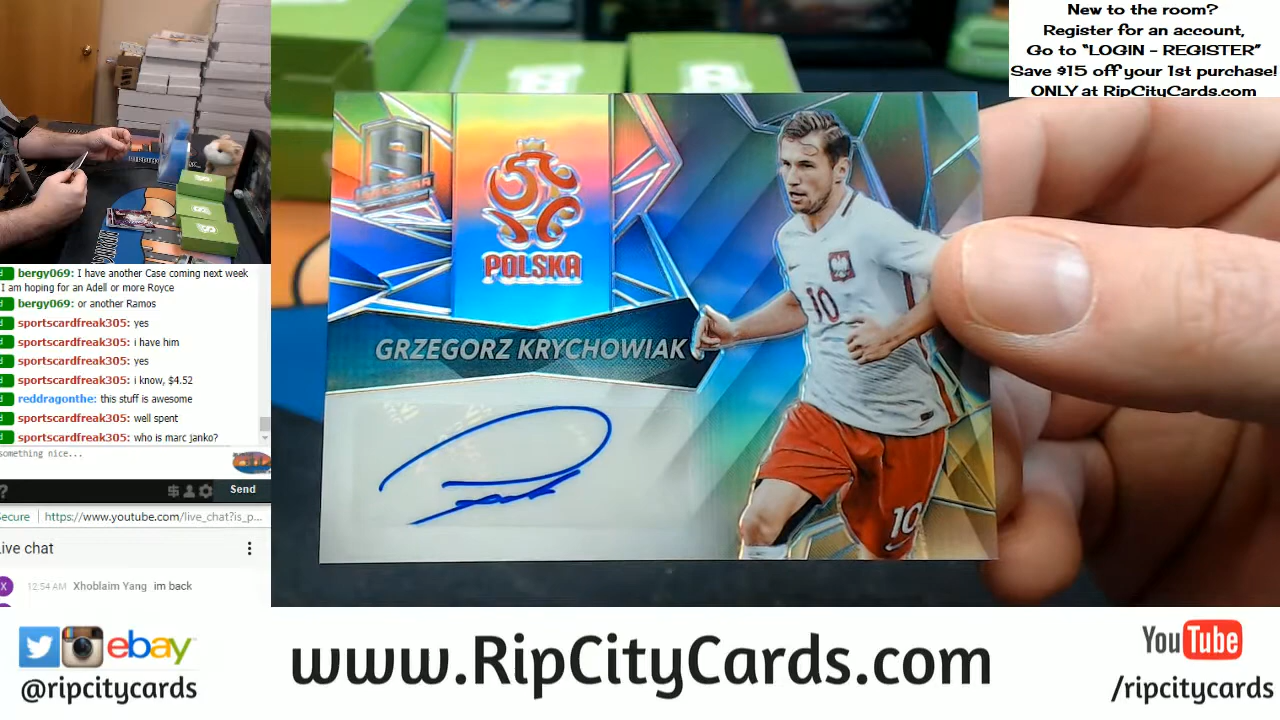 New to the room?
Register for an account,
Go to "LOGIN - REGISTER"
Save $15 off your 1st purchase!
ONLY at RipCityCards.com
POLSKA
GRZEGORZ KRYCHOWIAK
10
10
bergy069: I have another Case coming next week
I am hoping for an Adell or more Royce
bergy069: or another Ramos
sportscardfreak305: yes
sportscardfreak305: i have him
sportscardfreak305: yes
sportscardfreak305: i know, $4.52
reddragonthe: this stuff is awesome
sportscardfreak305: well spent
sportscardfreak305: who is marc janko?
something nice...
Send
Secure https://www.youtube.com/live_chat?is_p...
Live chat
X 12:54 AM Xhoblaim Yang im back
ebay
@ripcitycards
www.RipCityCards.com
YouTube
/ripcitycards